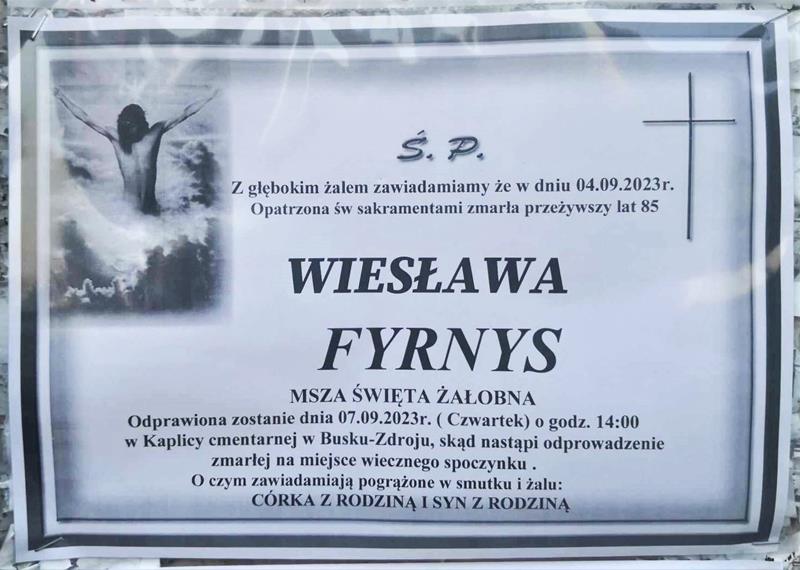 Ś. P.
Z głębokim żalem zawiadamiamy że w dniu 04.09.2023r.
Opatrzona św sakramentami zmarła przeżywszy lat 85
WIESŁAWA
FYRNYS
MSZA ŚWIĘTA ŻAŁOBNA
Odprawiona zostanie dnia 07.09.2023r. ( Czwartek) o godz. 14:00
w Kaplicy cmentarnej w Busku-Zdroju, skąd nastąpi odprowadzenie
zmarłej na miejsce wiecznego spoczynku .
O czym zawiadamiają pogrążone w smutku i żalu:
CÓRKA Z RODZINĄ I SYN Z RODZINĄ